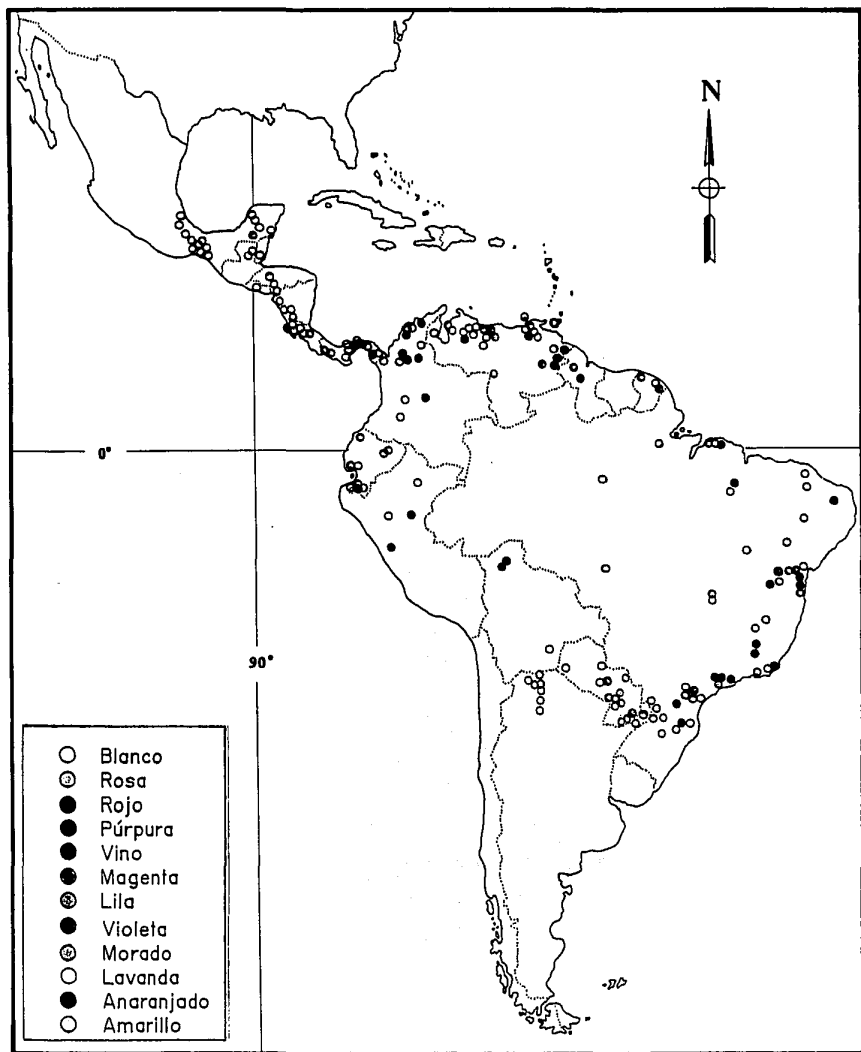 N
0°
90°
Blanco
Rosa
Rojo
Púrpura
Vino
Magenta
Lila
Violeta
Morado
Lavanda
Anaranjado
Amarillo